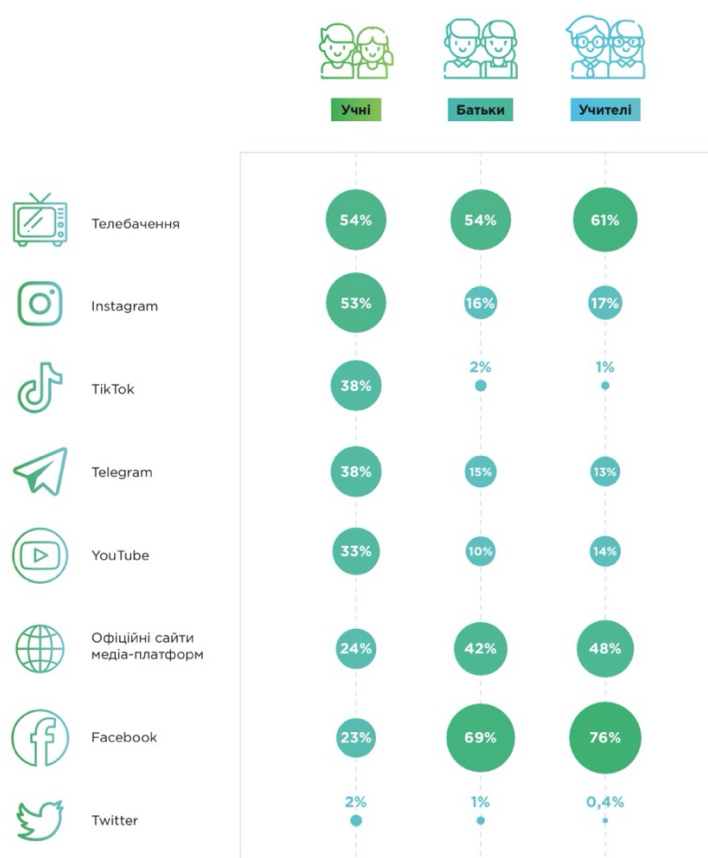 Учні Батьки Учителі
Телебачення 54% 54% 61%
Instagram 53% 16% 17%
TikTok 38% 2% 1%
Telegram 38% 15% 13%
YouTube 33% 10% 14%
Офіційні сайти
медіа-платформ 24% 42% 48%
Facebook 23% 69% 76%
Twitter 2% 1% 0,4%